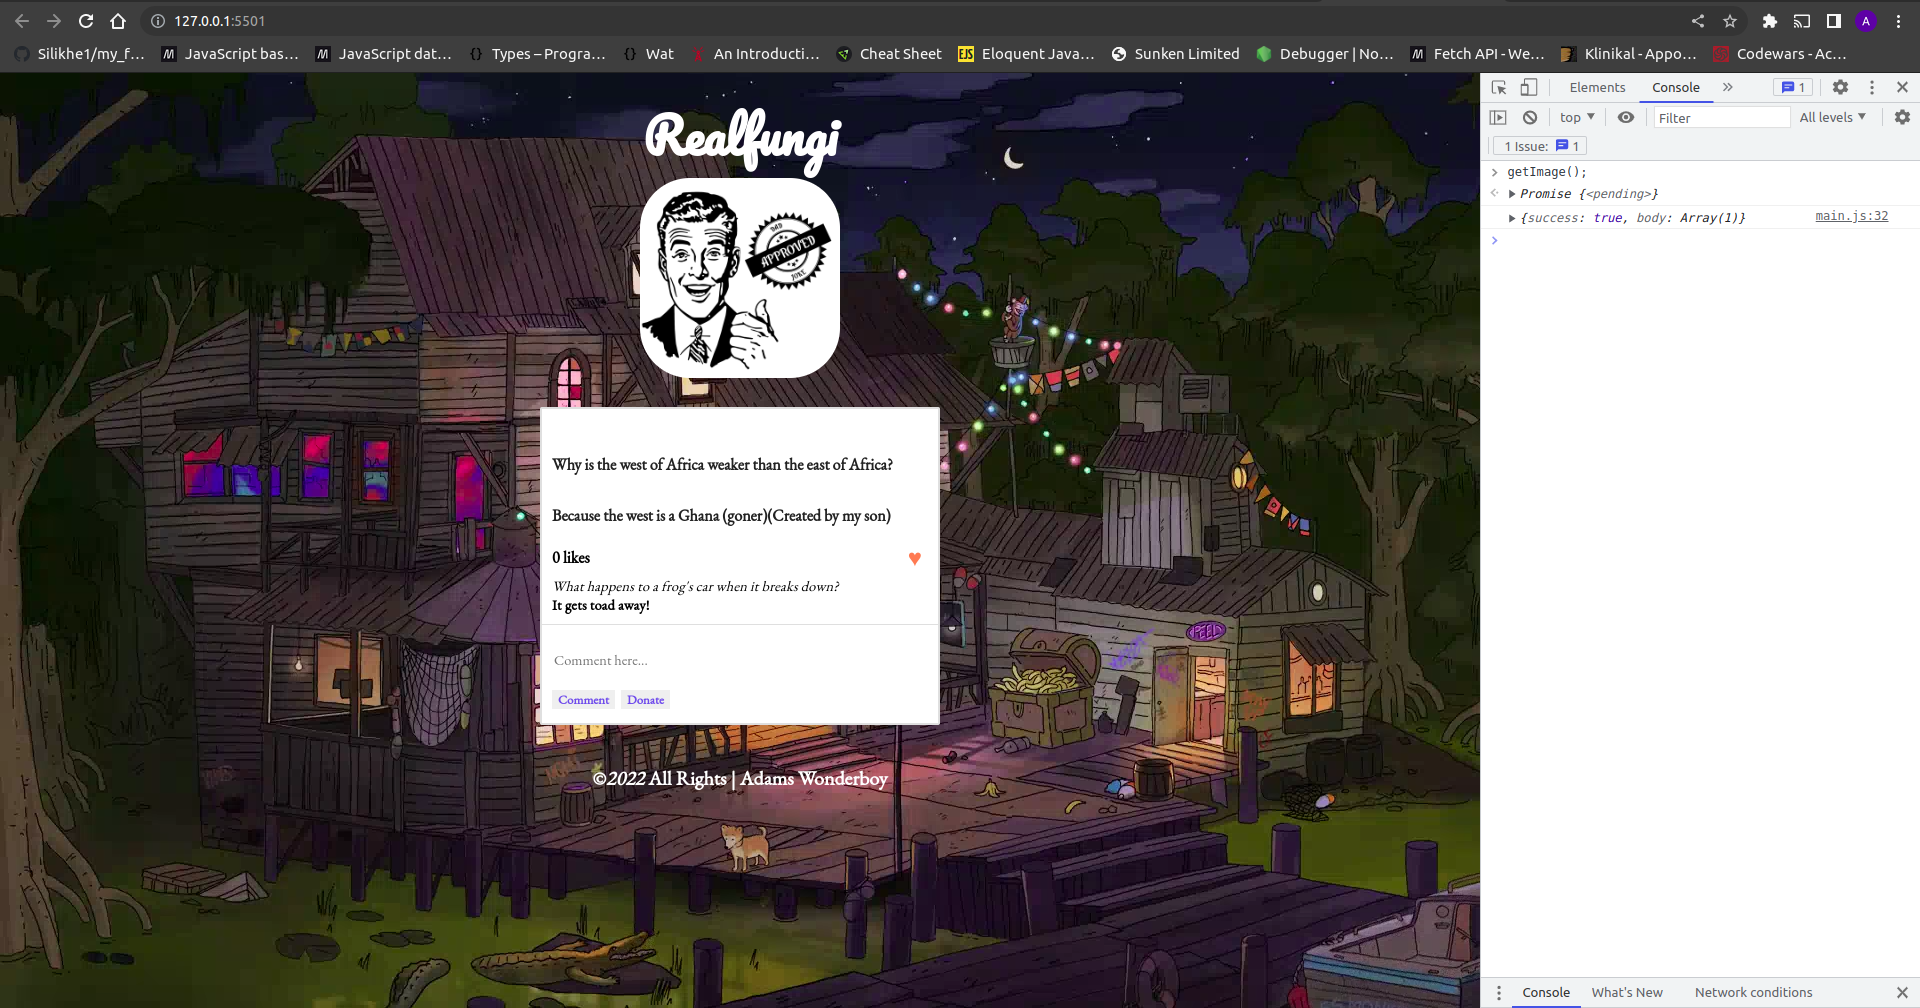 127.0.0.1:5501
A
Silikhe1/my_f...
JavaScript bas...
JavaScript dat...
Types – Progra...
Wat
An Introducti...
Cheat Sheet
Eloquent Java...
Sunken Limited
Debugger | No...
Fetch API - We...
Klinikal - Appo...
Codewars - Ac...
Realfungi
DAD
APPROVED
JOKE
Why is the west of Africa weaker than the east of Africa?
Because the west is a Ghana (goner)(Created by my son)
0 likes
What happens to a frog's car when it breaks down?
It gets toad away!
Comment here...
Comment
Donate
©2022 All Rights | Adams Wonderboy
Elements
Console
1
top
Filter
All levels
1 Issue:
1
getImage();
Promise {<pending>}
{success: true, body: Array(1)}
main.js:32
Console
What's New
Network conditions